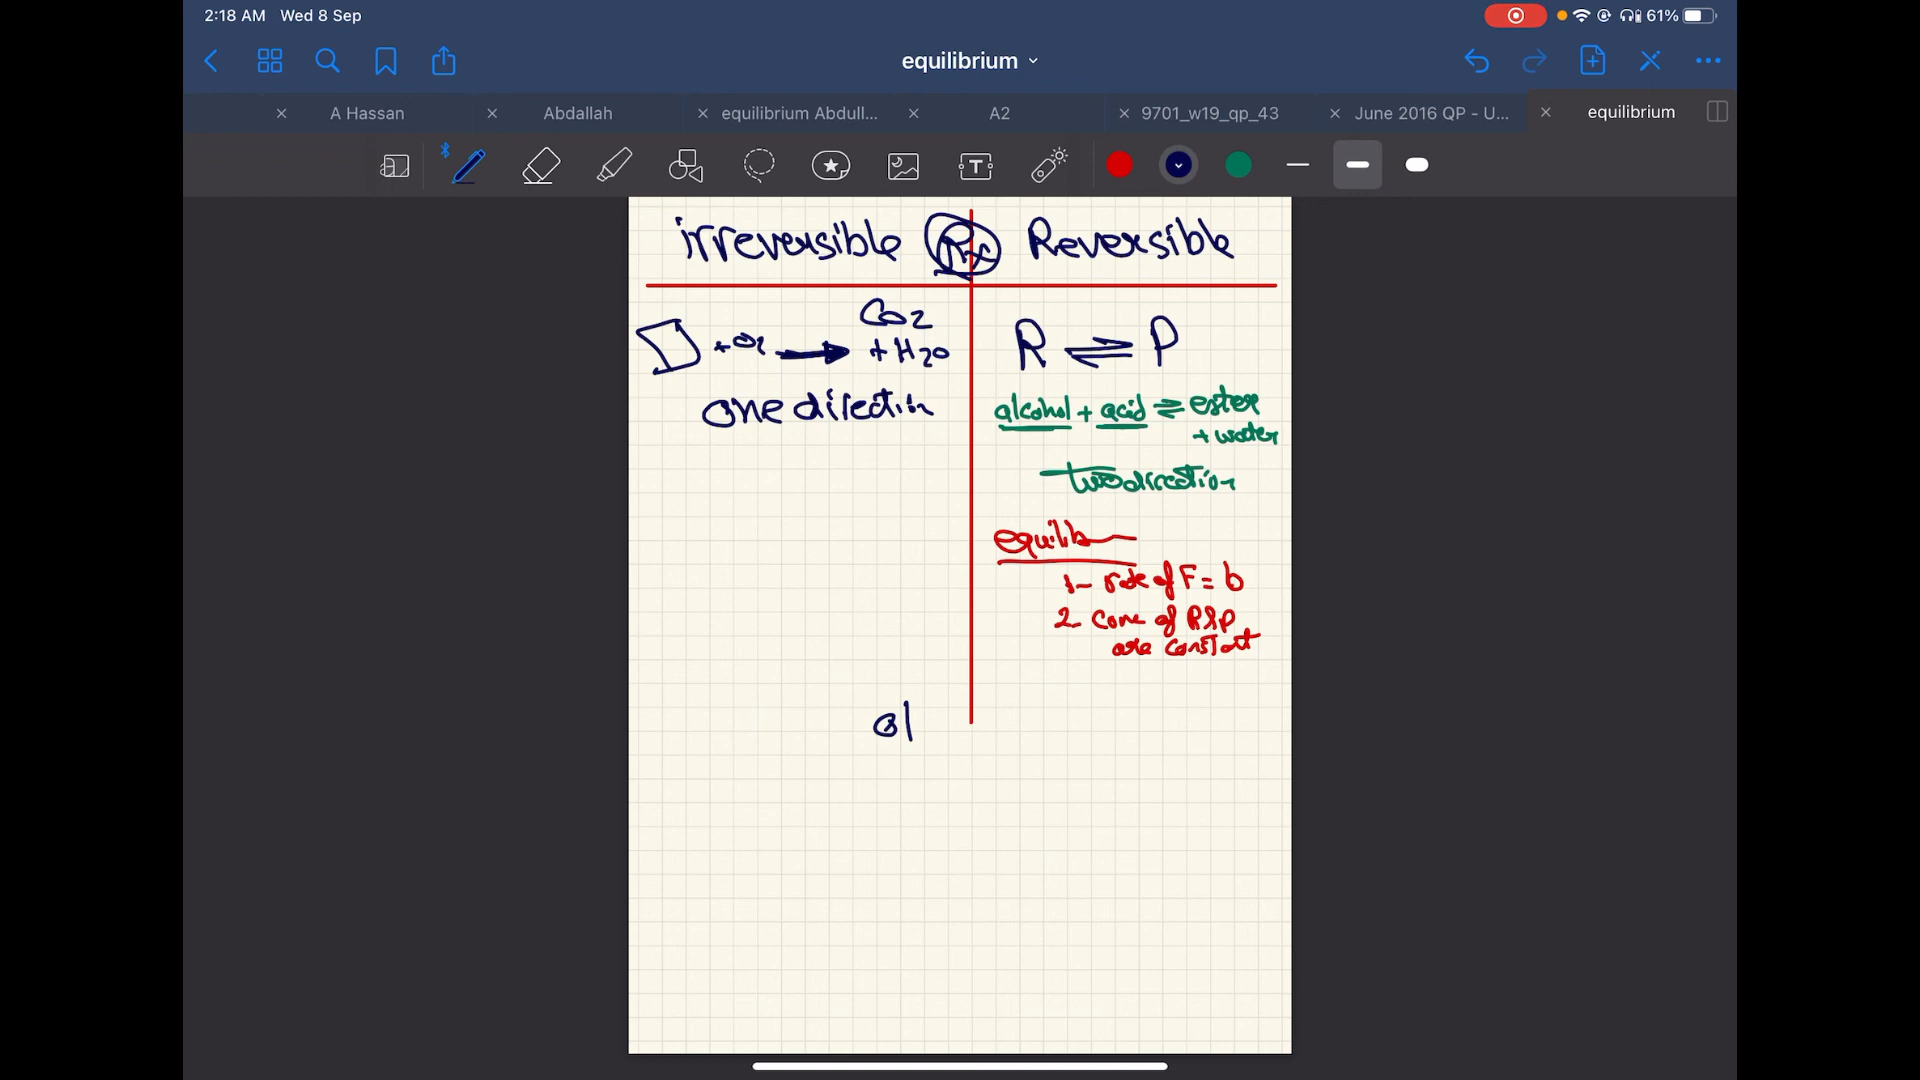 2:18 AM Wed 8 Sep
61%
equilibrium
A Hassan
Abdallah
equilibrium Abdull...
A2
9701_w19_qp_43
June 2016 QP - U...
equilibrium
irreversible Rx Reversible
+ O2 → CO2 + H2O
one direction
R ⇌ P
alcohol + acid ⇌ ester
+ water
two direction
equilib
1- rate of F = b
2- Conc of R&P
are constant
al